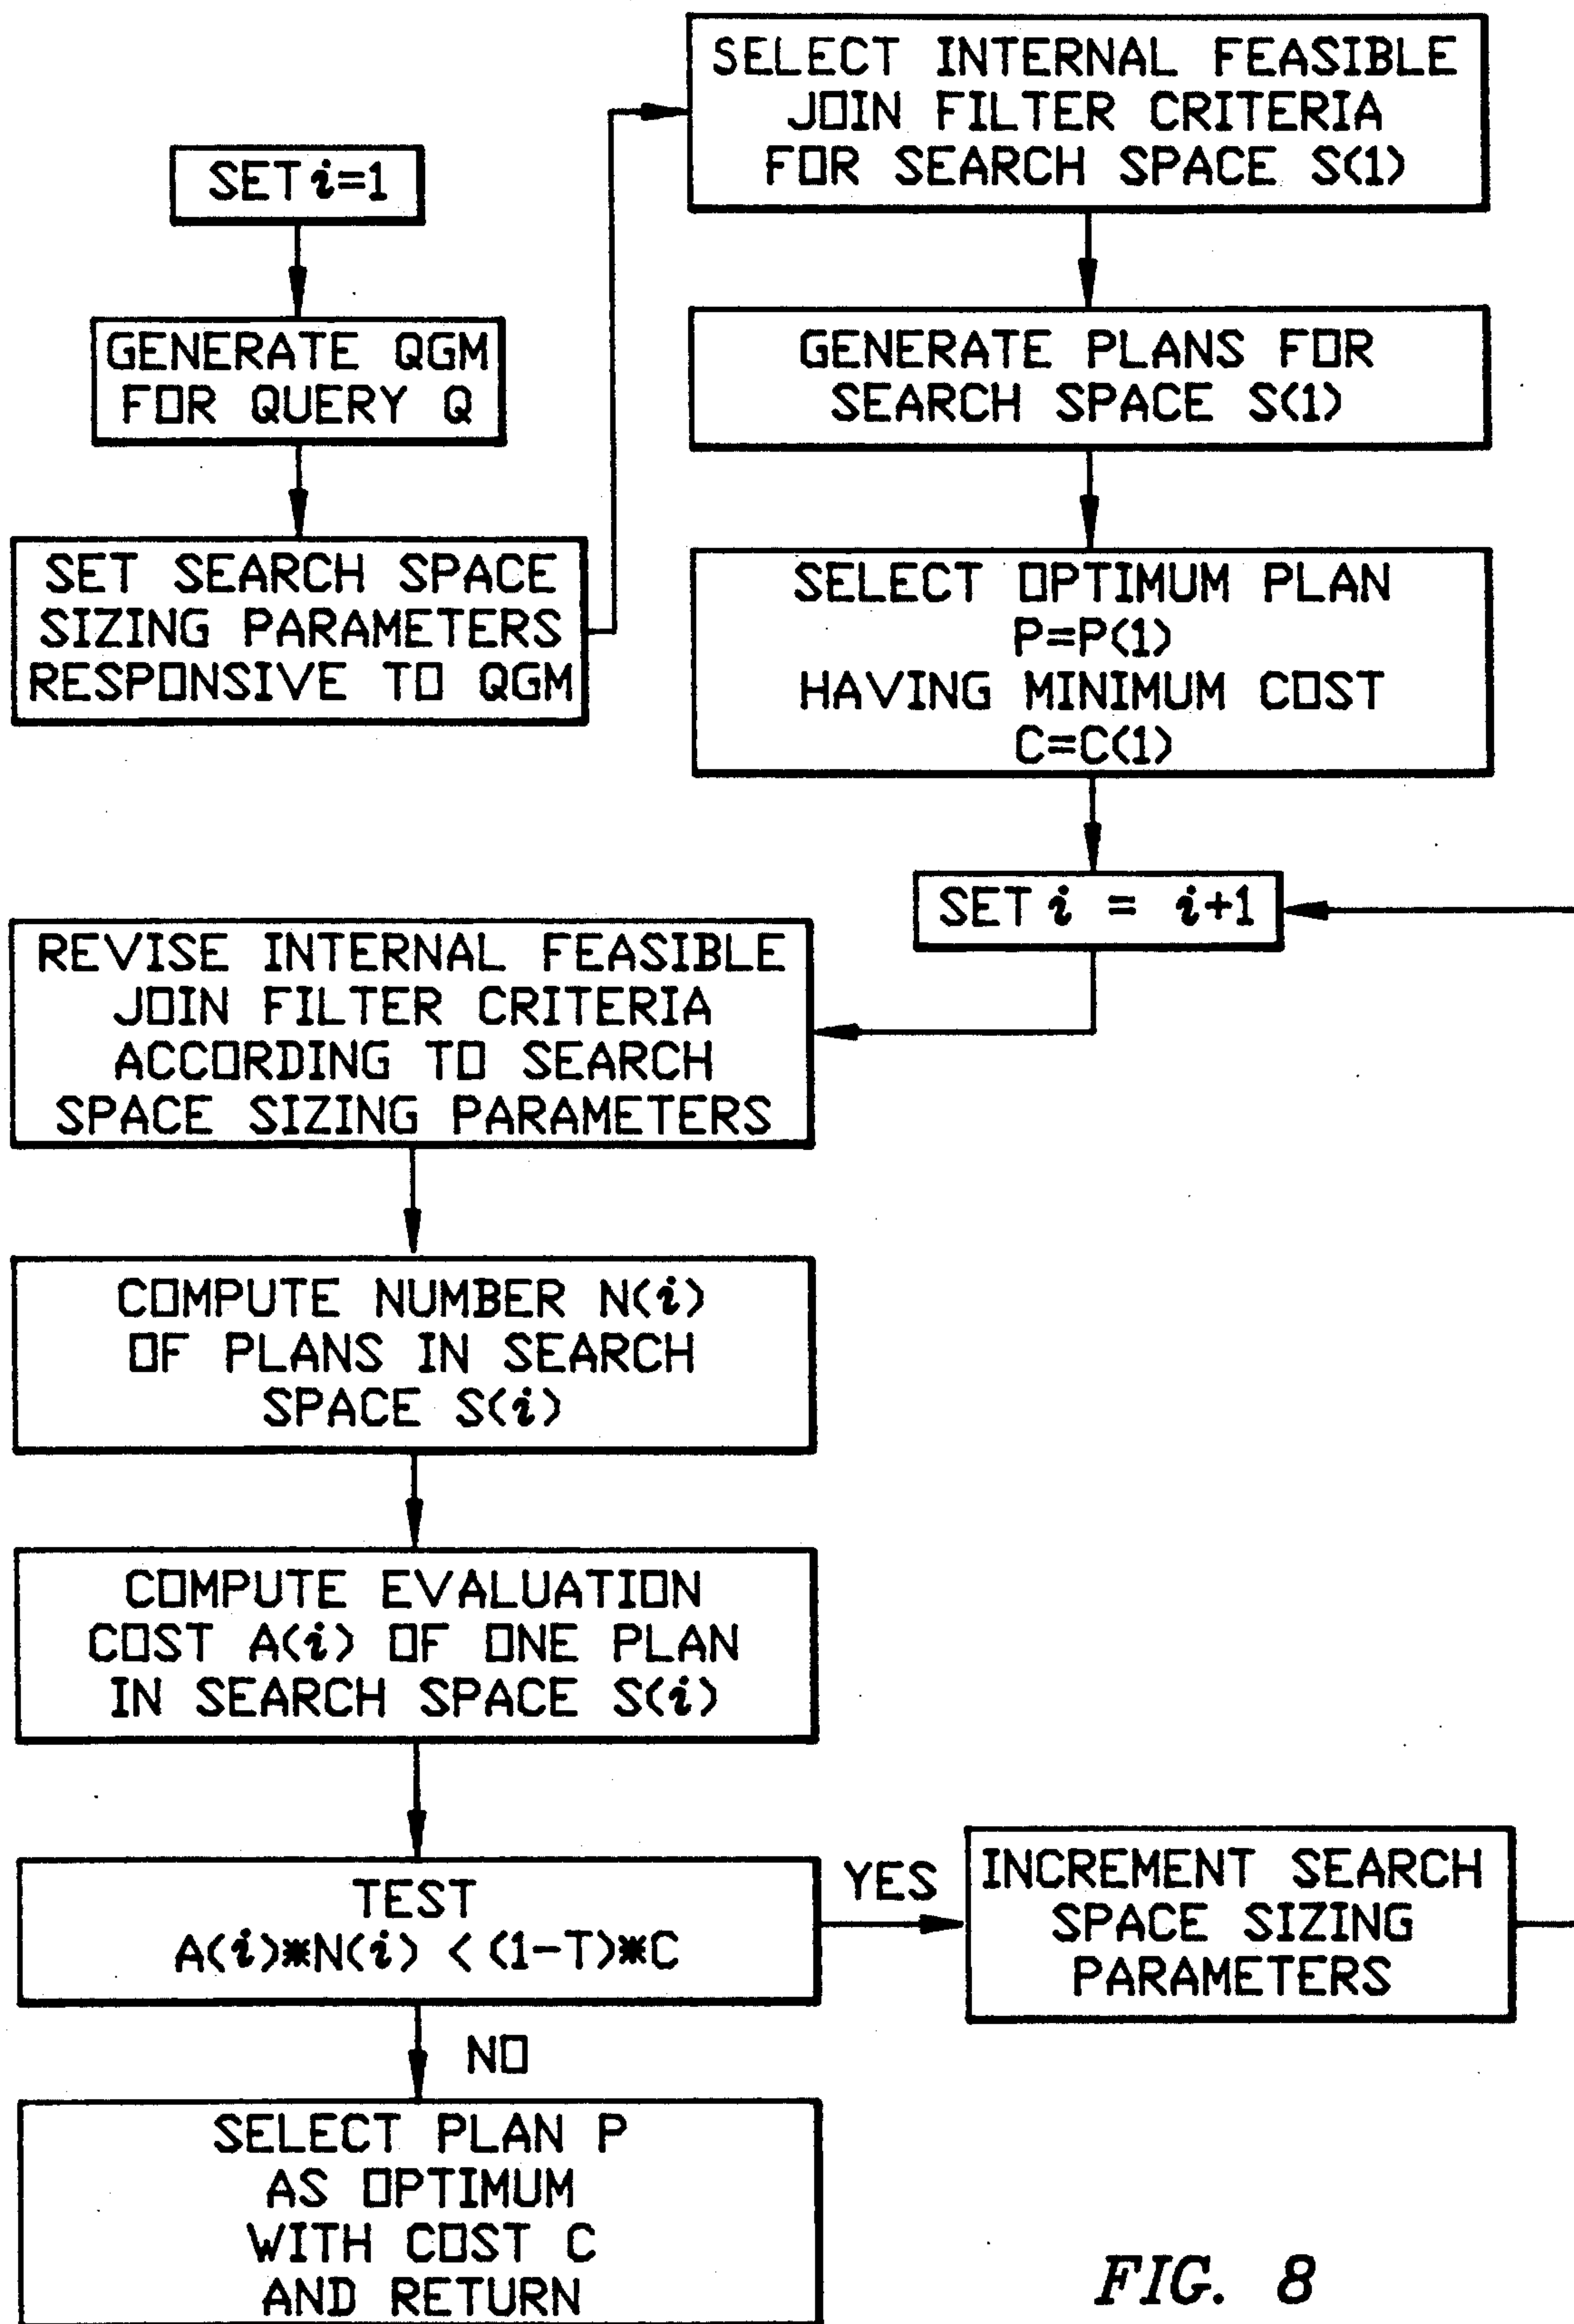 SET i=1
GENERATE QGM
FOR QUERY Q
SET SEARCH SPACE
SIZING PARAMETERS
RESPONSIVE TO QGM
SELECT INTERNAL FEASIBLE
JOIN FILTER CRITERIA
FOR SEARCH SPACE S(1)
GENERATE PLANS FOR
SEARCH SPACE S(1)
SELECT OPTIMUM PLAN
P=P(1)
HAVING MINIMUM COST
C=C(1)
SET i = i+1
REVISE INTERNAL FEASIBLE
JOIN FILTER CRITERIA
ACCORDING TO SEARCH
SPACE SIZING PARAMETERS
COMPUTE NUMBER N(i)
OF PLANS IN SEARCH
SPACE S(i)
COMPUTE EVALUATION
COST A(i) OF ONE PLAN
IN SEARCH SPACE S(i)
TEST
A(i)*N(i) < (1-T)*C
YES
INCREMENT SEARCH
SPACE SIZING
PARAMETERS
NO
SELECT PLAN P
AS OPTIMUM
WITH COST C
AND RETURN
FIG. 8